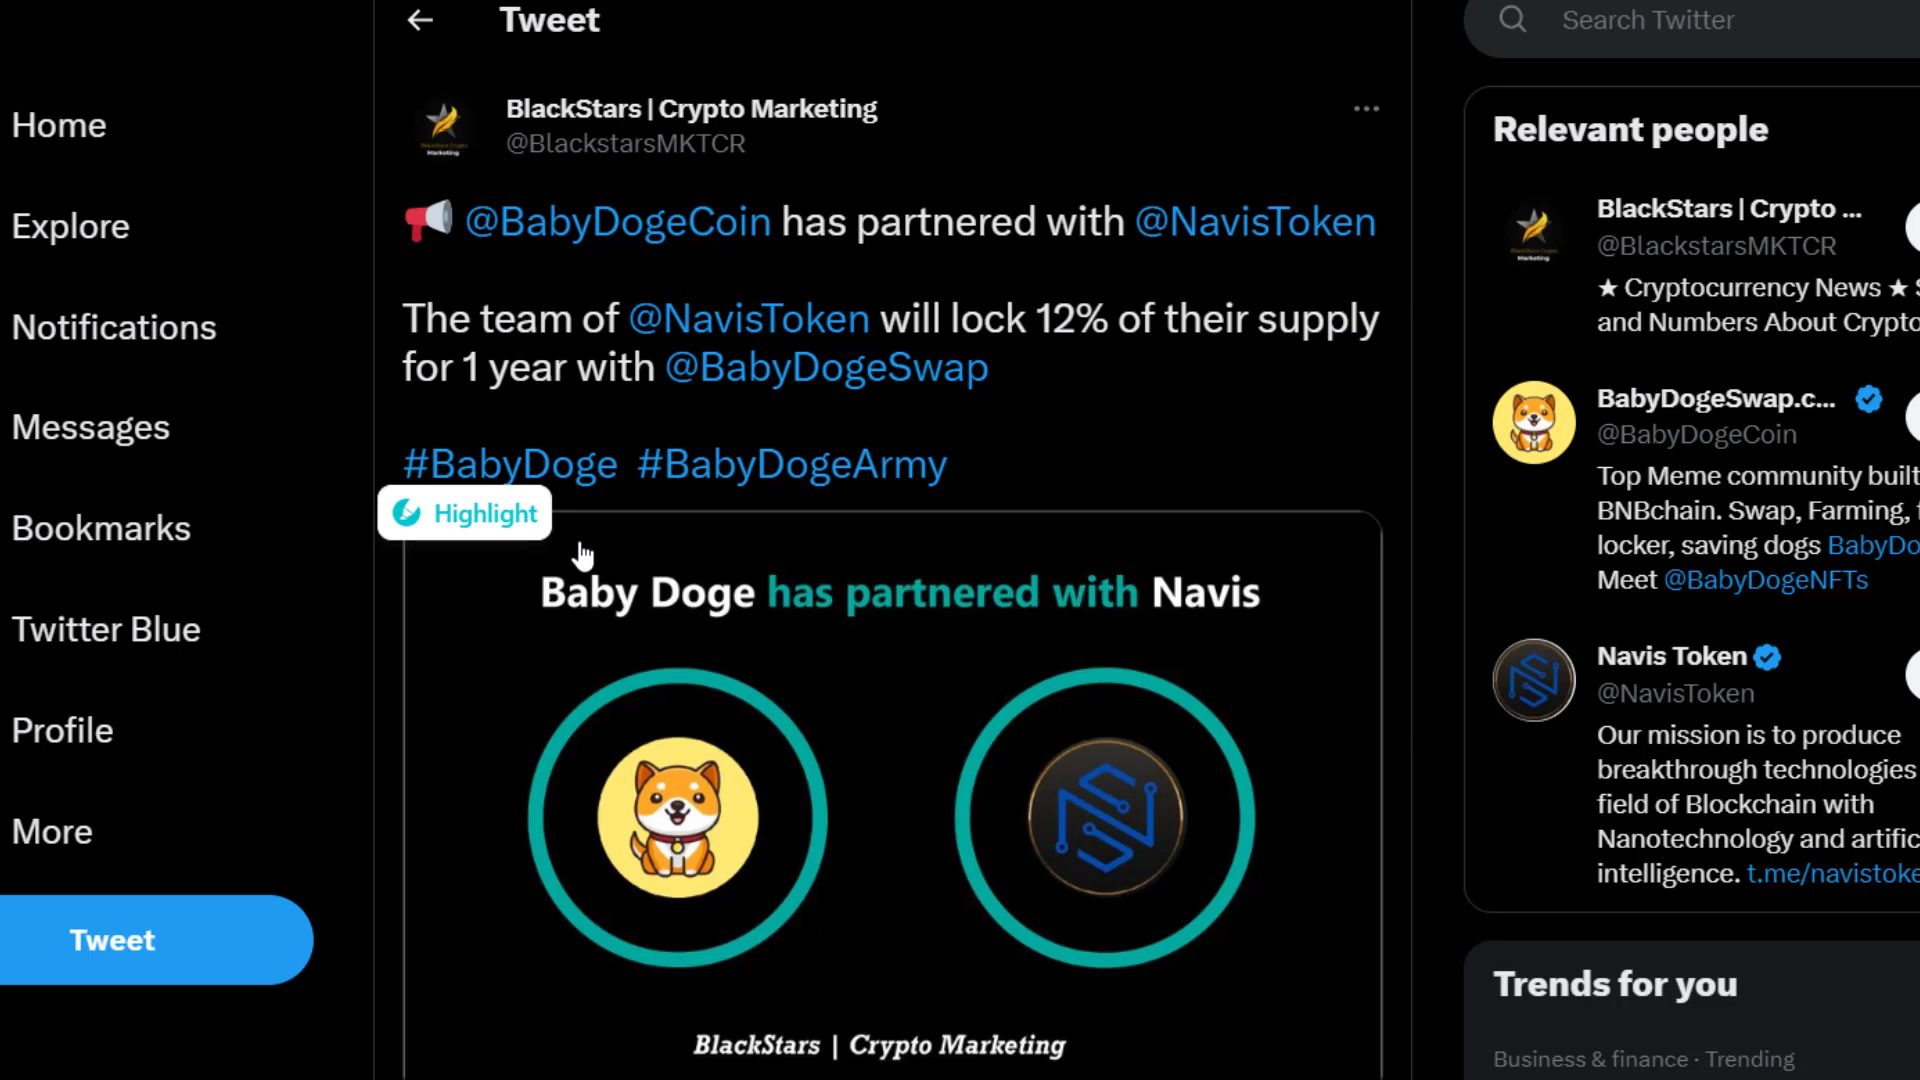 Tweet
Search Twitter
Home
Explore
Notifications
Messages
Bookmarks
Twitter Blue
Profile
More
Tweet
BlackStars | Crypto Marketing
@BlackstarsMKTCR
@BabyDogeCoin has partnered with @NavisToken
The team of @NavisToken will lock 12% of their supply
for 1 year with @BabyDogeSwap
#BabyDoge #BabyDogeArmy
Highlight
Baby Doge has partnered with Navis
BlackStars | Crypto Marketing
Relevant people
BlackStars | Crypto ...
@BlackstarsMKTCR
★ Cryptocurrency News ★ S
and Numbers About Crypto
BabyDogeSwap.c...
@BabyDogeCoin
Top Meme community built
BNBchain. Swap, Farming,
locker, saving dogs BabyDo
Meet @BabyDogeNFTs
Navis Token
@NavisToken
Our mission is to produce
breakthrough technologies
field of Blockchain with
Nanotechnology and artific
intelligence. t.me/navistoke
Trends for you
Business & finance · Trending